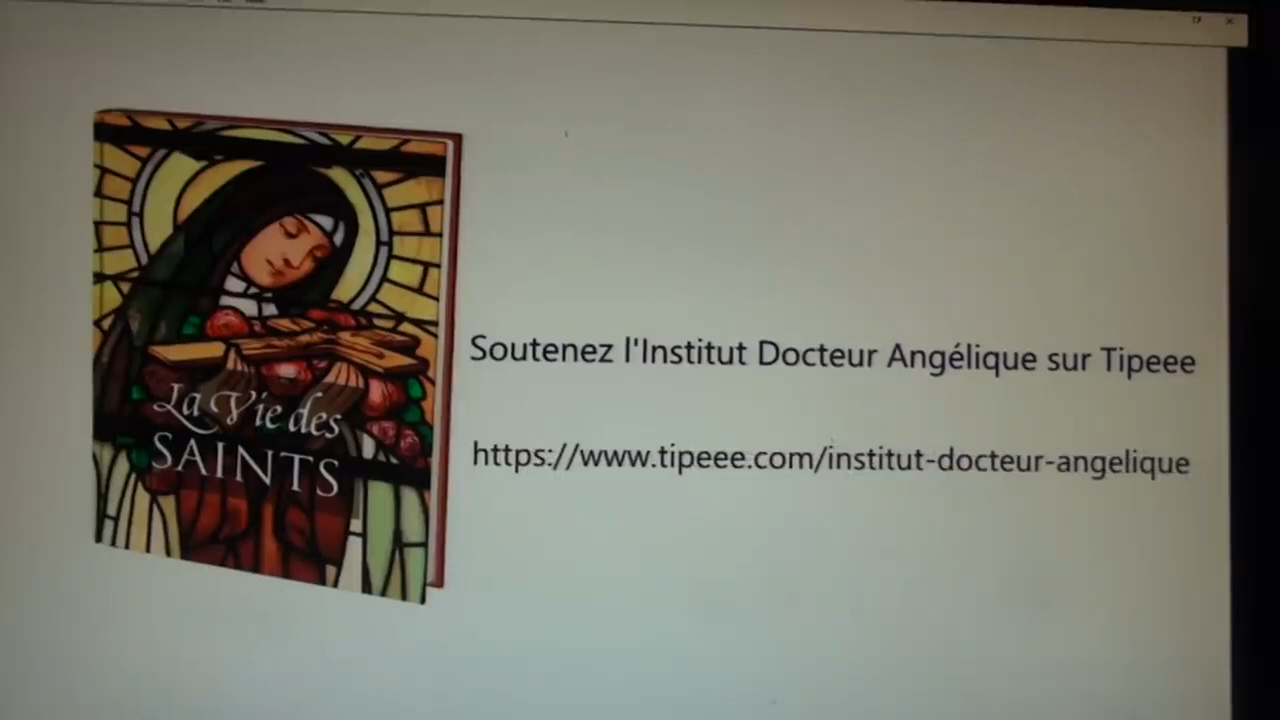 La Vie des
SAINTS
Soutenez l'Institut Docteur Angélique sur Tipeee
https://www.tipeee.com/institut-docteur-angelique